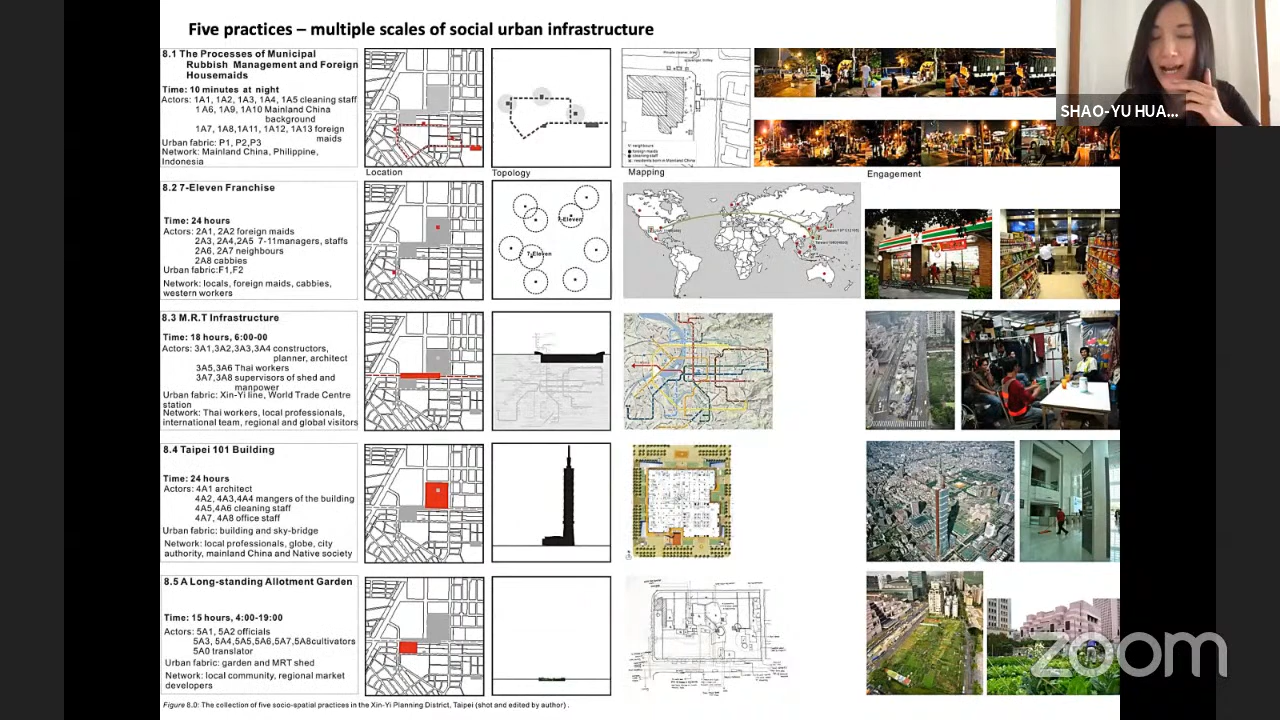 Five practices – multiple scales of social urban infrastructure
SHAO-YU HUA...
8.1 The Processes of Municipal
Rubbish Management and Foreign
Housemaids
Time: 10 minutes at night
Actors: 1A1, 1A2, 1A3, 1A4, 1A5 cleaning staff
1A6, 1A9, 1A10 Mainland China
background
1A7, 1A8,1A11, 1A12, 1A13 foreign
maids
Urban fabric: P1, P2,P3
Network: Mainland China, Philippine,
Indonesia
Location
Topology
Mapping
Engagement
8.2 7-Eleven Franchise
Time: 24 hours
Actors: 2A1, 2A2 foreign maids
2A3, 2A4,2A5 7-11managers, staffs
2A6, 2A7 neighbours
2A8 cabbies
Urban fabric:F1,F2
Network: locals, foreign maids, cabbies,
western workers
7-Eleven
7-Eleven
8.3 M.R.T Infrastructure
Time: 18 hours, 6:00-00
Actors: 3A1,3A2,3A3,3A4 constructors,
planner, architect
3A5,3A6 Thai workers
3A7,3A8 supervisors of shed and
manpower
Urban fabric: Xin-Yi line, World Trade Centre
station
Network: Thai workers, local professionals,
international team, regional and global visitors
8.4 Taipei 101 Building
Time: 24 hours
Actors: 4A1 architect
4A2, 4A3,4A4 mangers of the building
4A5,4A6 cleaning staff
4A7, 4A8 office staff
Urban fabric: building and sky-bridge
Network: local professionals, globe, city
authority, mainland China and Native society
8.5 A Long-standing Allotment Garden
Time: 15 hours, 4:00-19:00
Actors: 5A1, 5A2 officials
5A3, 5A4,5A5,5A6,5A7,5A8cultivators
5A0 translator
Urban fabric: garden and MRT shed
Network: local community, regional market
developers
zoom
Figure 8.0: The collection of five socio-spatial practices in the Xin-Yi Planning District, Taipei (shot and edited by author) .